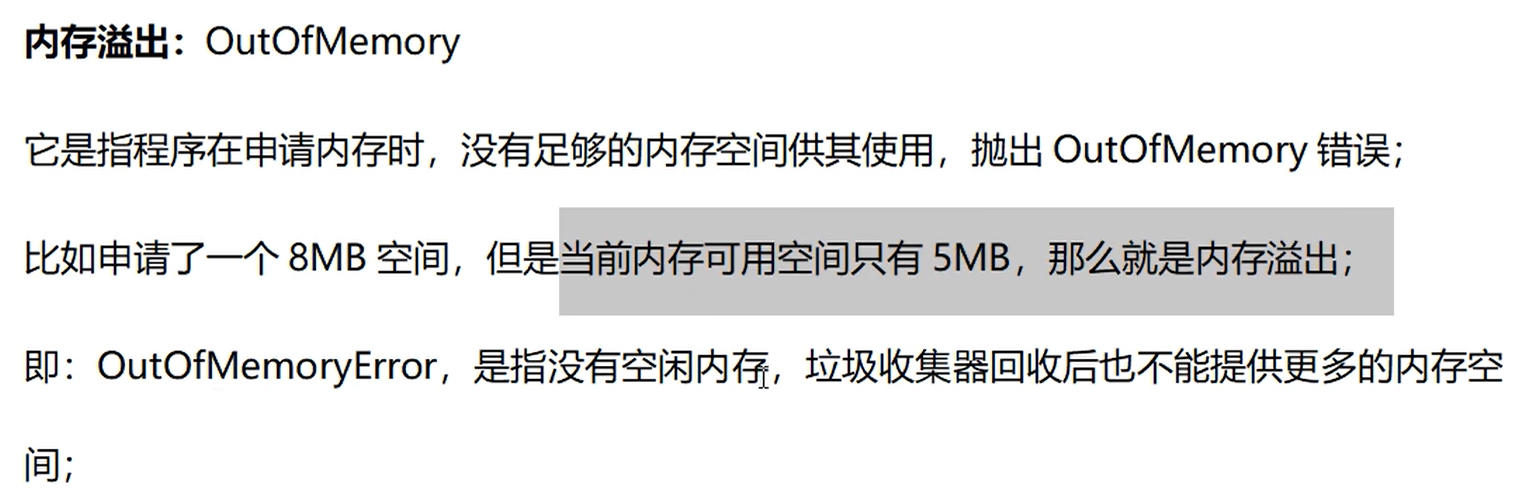 内存溢出：OutOfMemory
它是指程序在申请内存时，没有足够的内存空间供其使用，抛出 OutOfMemory 错误；
比如申请了一个 8MB 空间，但是当前内存可用空间只有 5MB，那么就是内存溢出；
即：OutOfMemoryError，是指没有空闲内存，垃圾收集器回收后也不能提供更多的内存空
间；